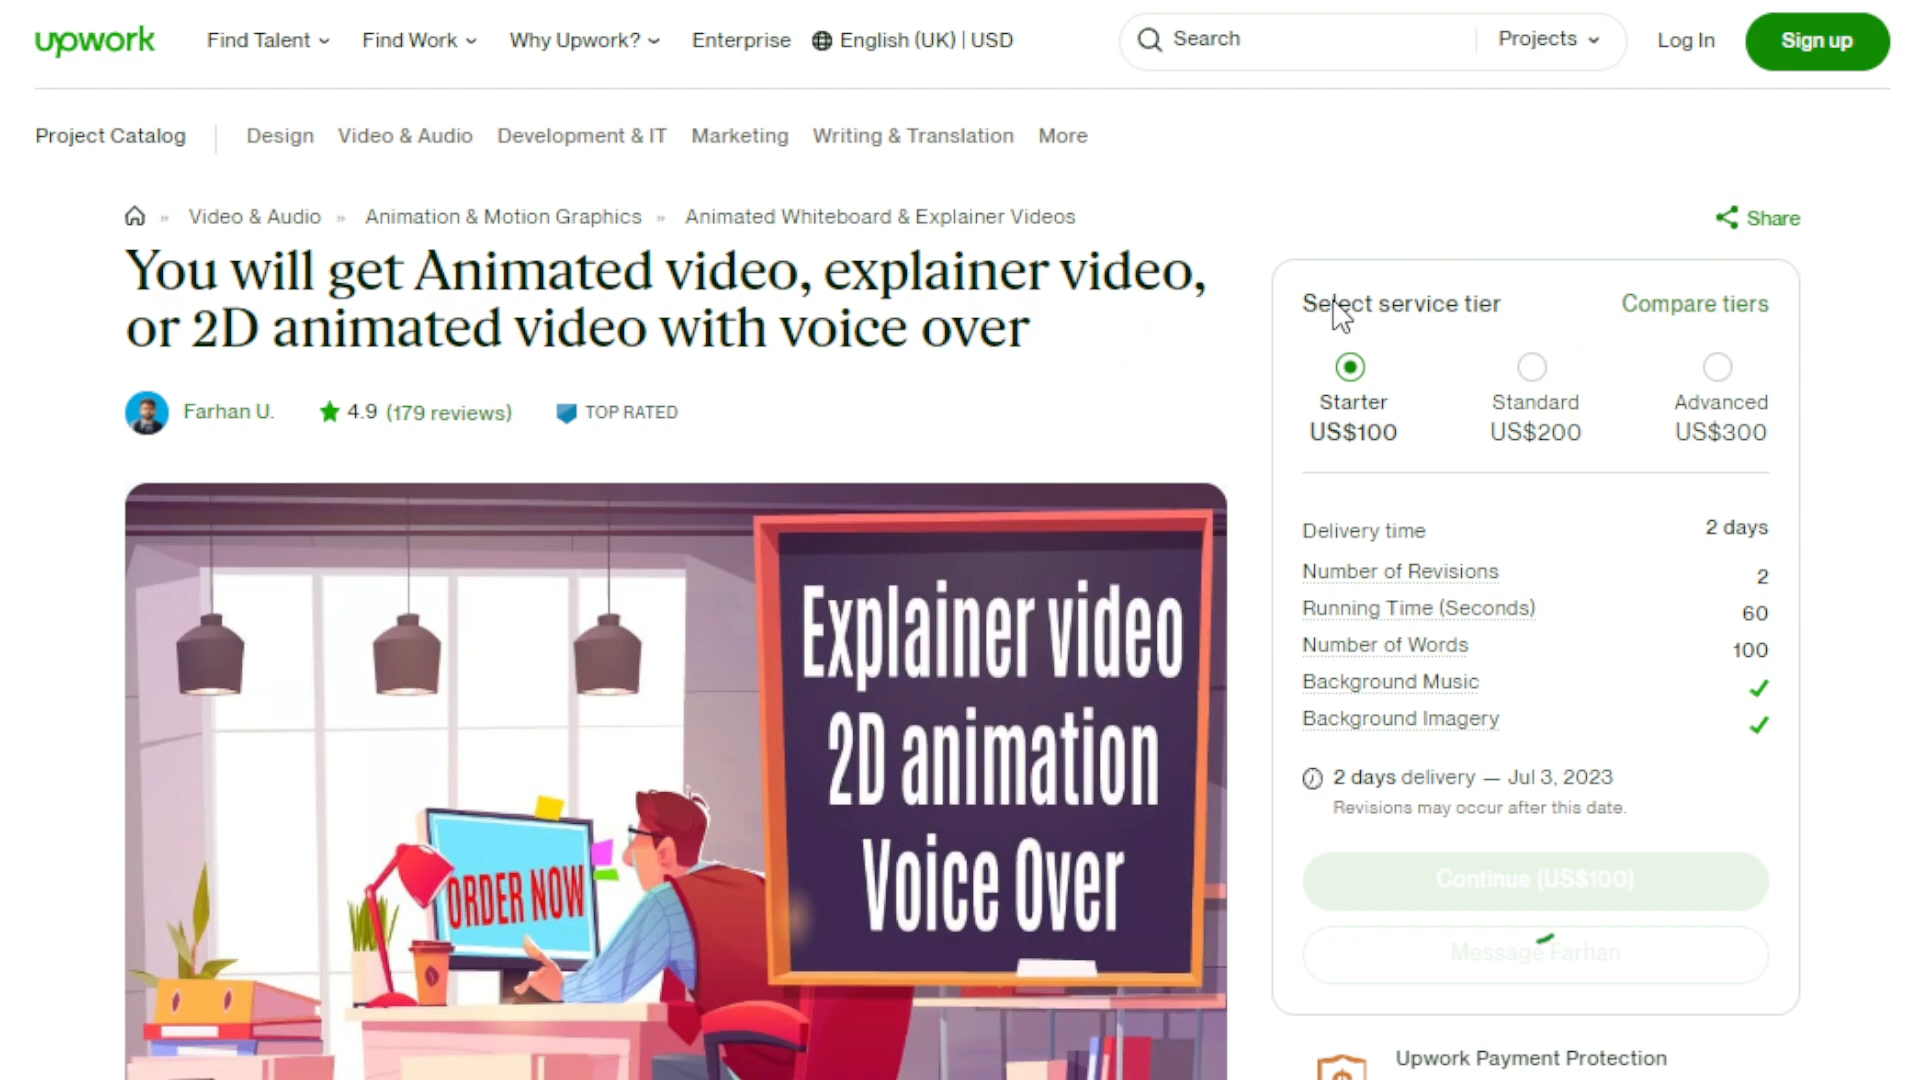 upwork
Find Talent
Find Work
Why Upwork?
Enterprise
English (UK) | USD
Search
Projects
Log In
Sign up
Project Catalog
Design
Video & Audio
Development & IT
Marketing
Writing & Translation
More
» Video & Audio » Animation & Motion Graphics » Animated Whiteboard & Explainer Videos
Share
You will get Animated video, explainer video,
or 2D animated video with voice over
Farhan U.
4.9 (179 reviews)
TOP RATED
Explainer video
2D animation
Voice Over
ORDER NOW
Select service tier
Compare tiers
Starter
US$100
Standard
US$200
Advanced
US$300
Delivery time 2 days
Number of Revisions 2
Running Time (Seconds) 60
Number of Words 100
Background Music
Background Imagery
2 days delivery — Jul 3, 2023
Revisions may occur after this date.
Continue (US$100)
Message Farhan
Upwork Payment Protection